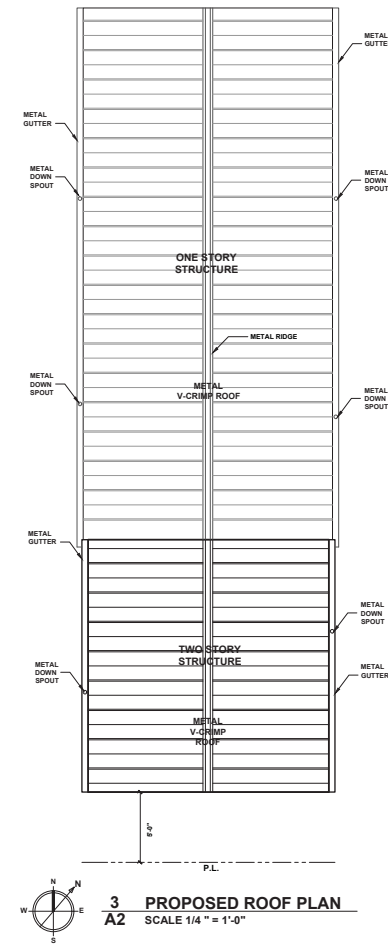 METAL
GUTTE
METAL
GUTTER
METAL
DOWN
SPOUT
METAL
DOWN
SPOUT
ONE STORY
STRUCTURE
METAL RIDGE
METAL
DOWN
SPOUT
METAL
V-CRIMP ROOF
METAL
DOWN
SPOUT
METAL
GUTTER
METAL
DOWN
SPOUT
TWO STORY
STRUCTURE
METAL
DOWN
SPOUT
METAL
GUTTER
METAL
V-CRIMP
ROOF
P.L.
N
N
W
E
S
3 PROPOSED ROOF PLAN
A2 SCALE 1/4 " = 1'-0"